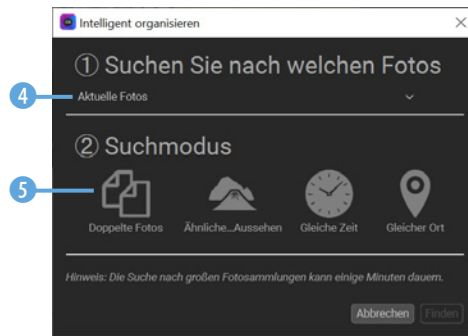 Intelligent organisieren
① Suchen Sie nach welchen Fotos
4
Aktuelle Fotos
② Suchmodus
5
Doppelte Fotos Ähnliche...Aussehen Gleiche Zeit Gleicher Ort
Hinweis: Die Suche nach großen Fotosammlungen kann einige Minuten dauern.
Abbrechen Finden